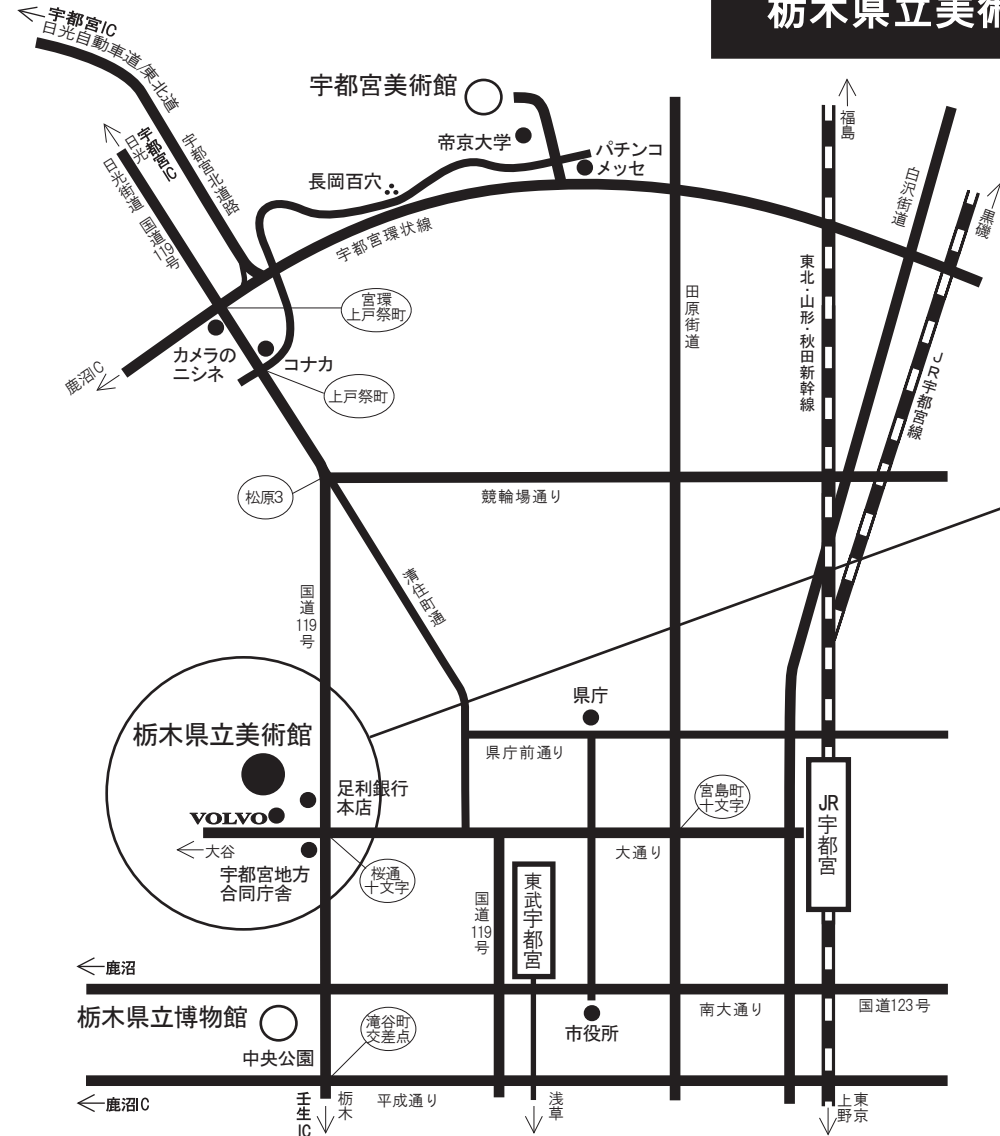 栃木県立美術
宇都宮IC
日光自動車道/東北道
宇都宮美術館
帝京大学
パチンコ
メッセ
福島
白沢街道
黒磯
日光
宇都宮IC
日光街道 国道119号
宇都宮北道路
長岡百穴
宇都宮環状線
宮環
上戸祭町
カメラの
ニシネ
コナカ
鹿沼IC
上戸祭町
田原街道
東北・山形・秋田新幹線
JR宇都宮線
松原3
競輪場通り
国道119号
清住町通
栃木県立美術館
県庁
県庁前通り
足利銀行
本店
VOLVO
宮島町
十文字
JR宇都宮
大谷
大通り
宇都宮地方
合同庁舎
桜通
十文字
国道119号
東武宇都宮
鹿沼
南大通り
国道123号
栃木県立博物館
中央公園
滝谷町
交差点
市役所
鹿沼IC
壬生IC
栃木
平成通り
浅草
上野
東京